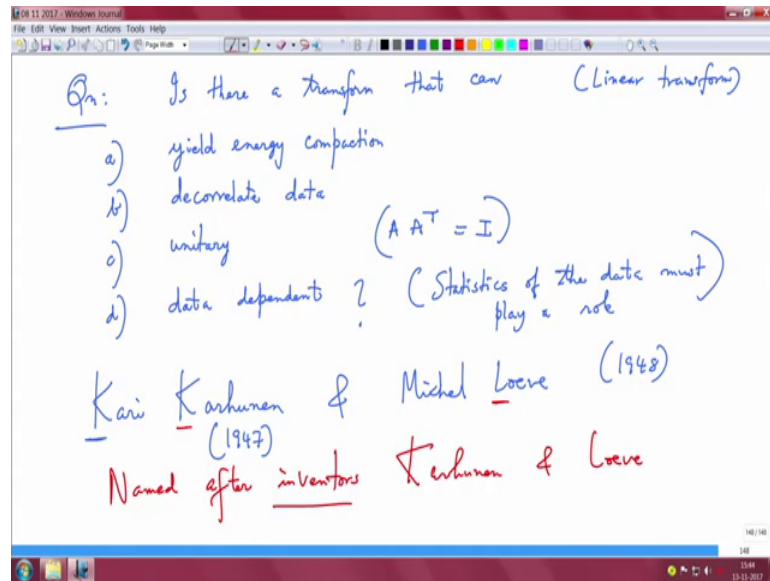 08 11 2017 - Windows Journal
File Edit View Insert Actions Tools Help
Page Width
Qn: Is there a transform that can (Linear transform)
a) yield energy compaction
b) decorrelate data
c) unitary (A Aᵀ = I)
d) data dependent ? (Statistics of the data must play a role)
Kari Karhunen & Michel Loeve (1948)
(1947)
Named after inventors Karhunen & Loeve
148/148
148
15:44
13-11-2017